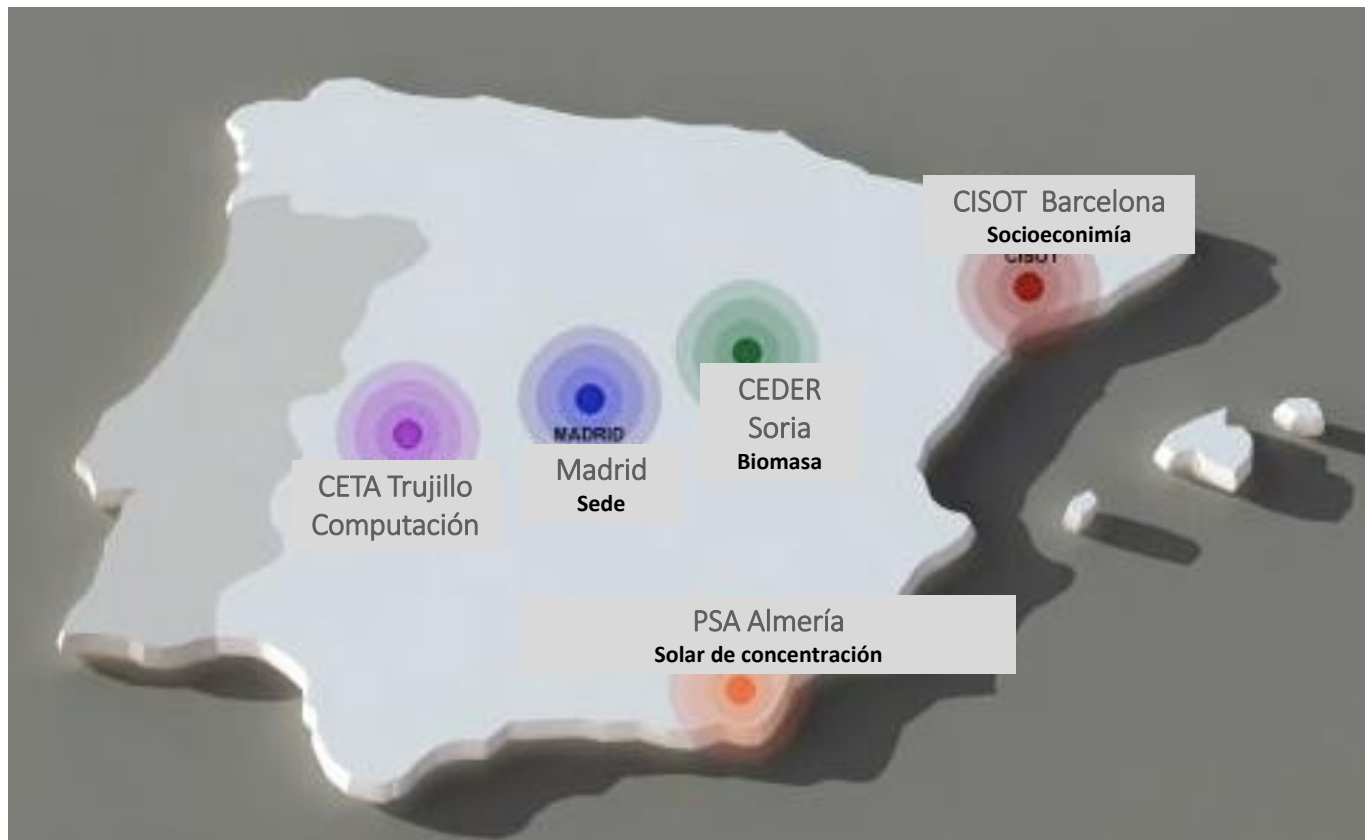 CISOT Barcelona
Socioeconimía
CISOT
CEDER
Soria
Biomasa
MADRID
Madrid
Sede
CETA Trujillo
Computación
PSA Almería
Solar de concentración